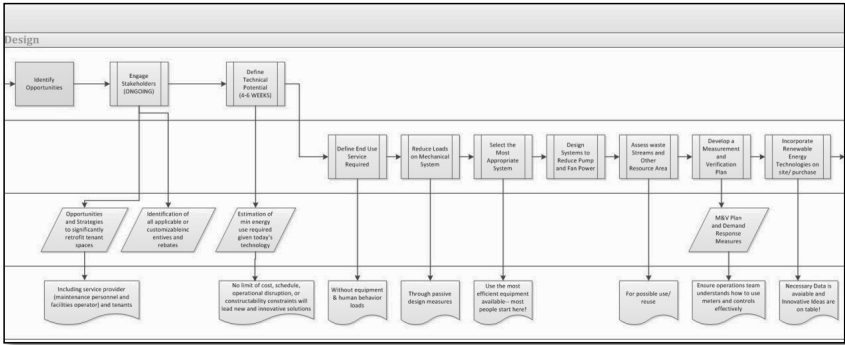 Design
Identify
Opportunities
Engage
Stakeholders
(ONGOING)
Define
Technical
Potential
(4-6 WEEKS)
Define End Use
Service
Required
Reduce Loads
on Mechanical
System
Select the
Most
Appropriate
System
Design
Systems to
Reduce Pump
and Fan Power
Assess waste
Streams and
Other
Resource Area
Develop a
Measurement
and
Verification
Plan
Incorporate
Renewable
Energy
Technologies on
site/ purchase
Opportunities
and Strategies
to significantly
retrofit tenant
spaces
Identification of
all applicable or
customizableinc
entives and
rebates
Estimation of
min energy
use required
given today's
technology
M&V Plan
and Demand
Response
Measures
Including service provider
(maintenance personnel and
facilities operator) and tenants
No limit of cost, schedule,
operational disruption, or
constructability constraints will
lead new and innovative solutions
Without equipment
& human behavior
loads
Through passive
design measures
Use the most
efficient equipment
available– most
people start here!
For possible use/
reuse
Ensure operations team
understands how to use
meters and controls
effectively
Necessary Data is
avaiable and
Innovative Ideas are
on table!